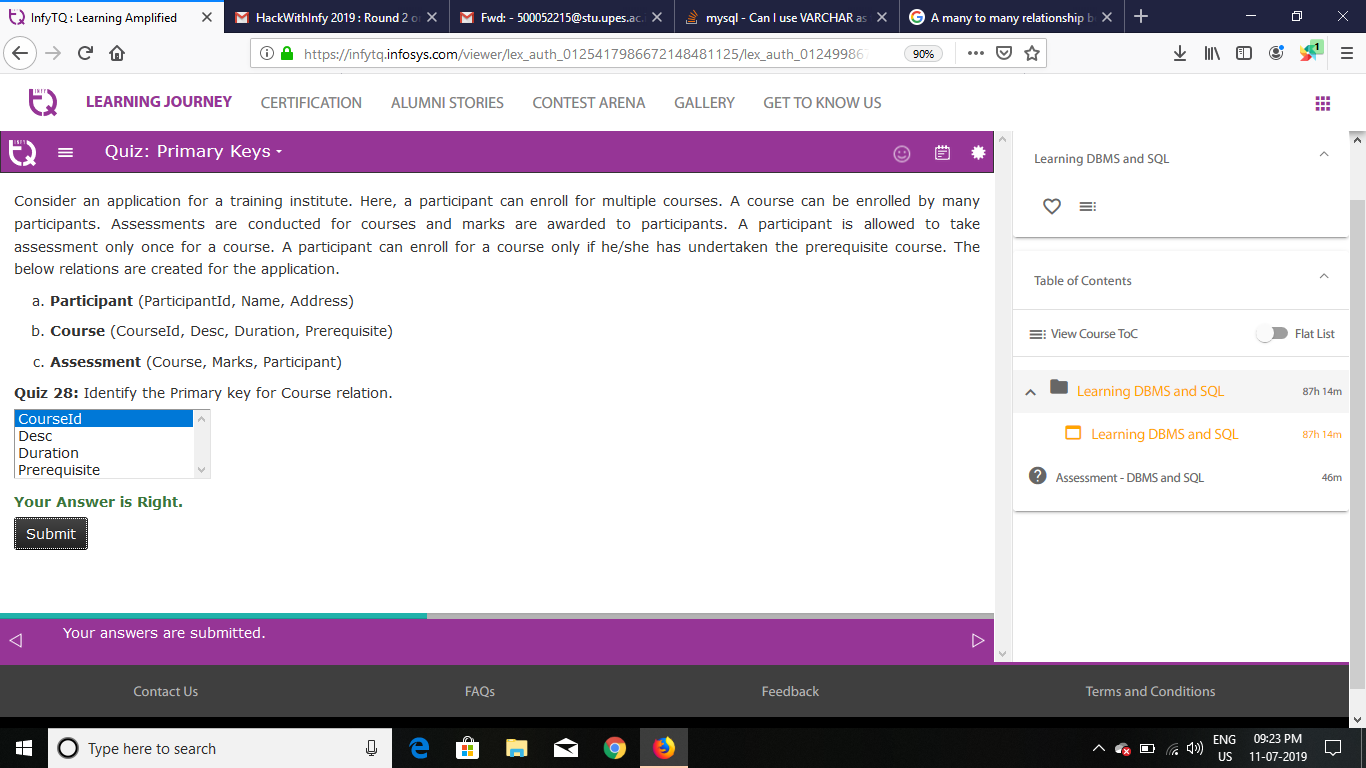 InfyTQ : Learning Amplified
HackWithInfy 2019 : Round 2 o
Fwd: - 500052215@stu.upes.ac.
mysql - Can I use VARCHAR as
A many to many relationship b
https://infytq.infosys.com/viewer/lex_auth_0125417986672148481125/lex_auth_01249986
90%
1
INFY TQ
LEARNING JOURNEY
CERTIFICATION
ALUMNI STORIES
CONTEST ARENA
GALLERY
GET TO KNOW US
INFY TQ
Quiz: Primary Keys
Consider an application for a training institute. Here, a participant can enroll for multiple courses. A course can be enrolled by many
participants. Assessments are conducted for courses and marks are awarded to participants. A participant is allowed to take
assessment only once for a course. A participant can enroll for a course only if he/she has undertaken the prerequisite course. The
below relations are created for the application.
a. Participant (ParticipantId, Name, Address)
b. Course (CourseId, Desc, Duration, Prerequisite)
c. Assessment (Course, Marks, Participant)
Quiz 28: Identify the Primary key for Course relation.
CourseId
Desc
Duration
Prerequisite
Your Answer is Right.
Submit
Your answers are submitted.
Learning DBMS and SQL
Table of Contents
View Course ToC
Flat List
Learning DBMS and SQL
87h 14m
Learning DBMS and SQL
87h 14m
Assessment - DBMS and SQL
46m
Contact Us
FAQs
Feedback
Terms and Conditions
Type here to search
ENG
US
09:23 PM
11-07-2019